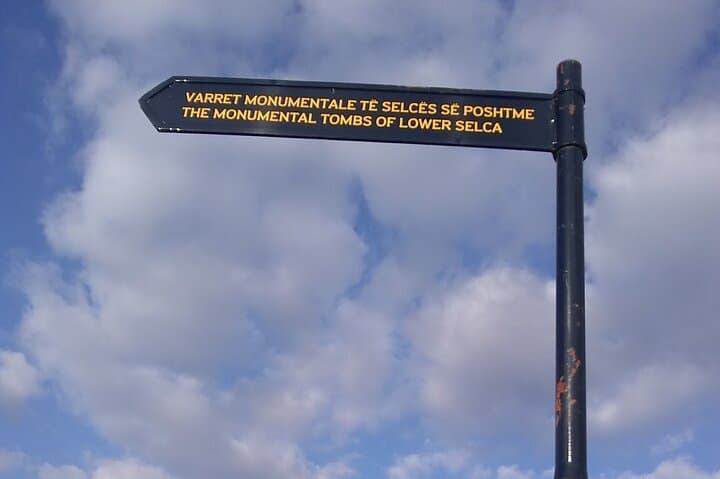 VARRET MONUMENTALE TË SELCËS SË POSHTME
THE MONUMENTAL TOMBS OF LOWER SELCA